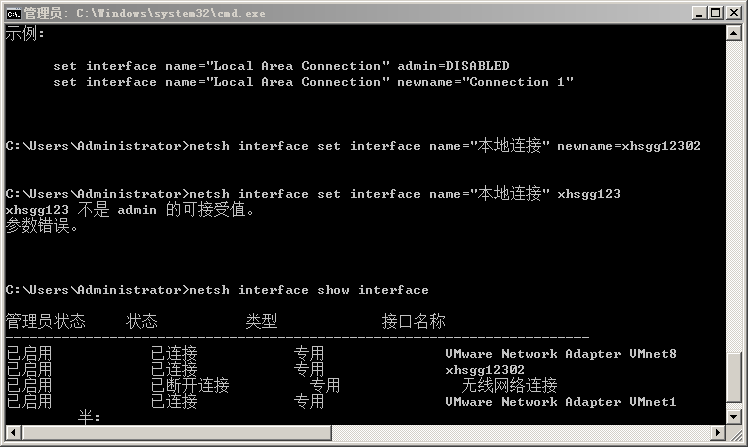 管理员: C:\Windows\system32\cmd.exe
示例:
set interface name="Local Area Connection" admin=DISABLED
set interface name="Local Area Connection" newname="Connection 1"
C:\Users\Administrator>netsh interface set interface name="本地连接" newname=xhsgg12302
C:\Users\Administrator>netsh interface set interface name="本地连接" xhsgg123
xhsgg123 不是 admin 的可接受值。
参数错误。
C:\Users\Administrator>netsh interface show interface
管理员状态 状态 类型 接口名称
-------------------------------------------------------------------------
已启用 已连接 专用 VMware Network Adapter VMnet8
已启用 已连接 专用 xhsgg12302
已启用 已断开连接 专用 无线网络连接
已启用 已连接 专用 VMware Network Adapter VMnet1
半: